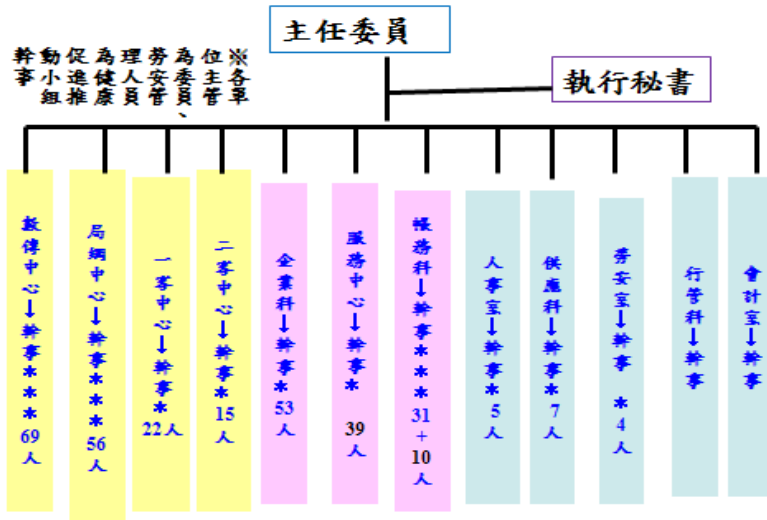 主任委員
執行秘書
※各單
位主管
為委員、
勞安管
理人員
為健康
促進推
動小組
幹事
數傳中心↓幹事***69人
局網中心↓幹事***56人
一客中心↓幹事*22人
二客中心↓幹事*15人
企業科↓幹事*53人
服務中心↓幹事* 39人
帳務科↓幹事***31+10人
人事室↓幹事*5人
供應科↓幹事*7人
勞安室↓幹事 *4人
行管科↓幹事
會計室↓幹事